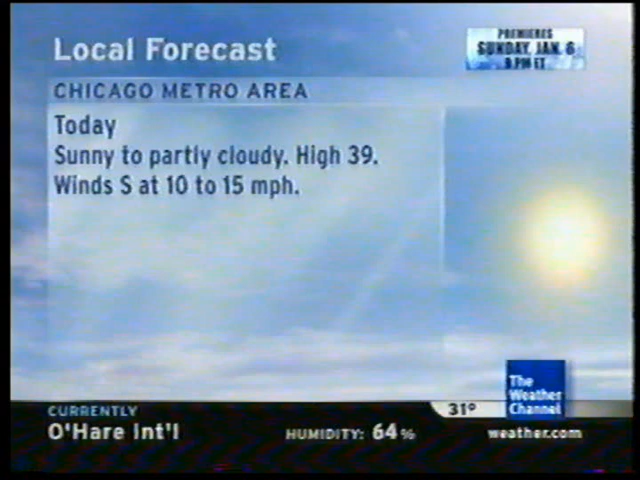 Local Forecast
PREMIERES
SUNDAY, JAN. 6
9 PM ET
CHICAGO METRO AREA
Today
Sunny to partly cloudy. High 39.
Winds S at 10 to 15 mph.
The
Weather
Channel
CURRENTLY
31°
O'Hare Int'l
HUMIDITY: 64%
weather.com